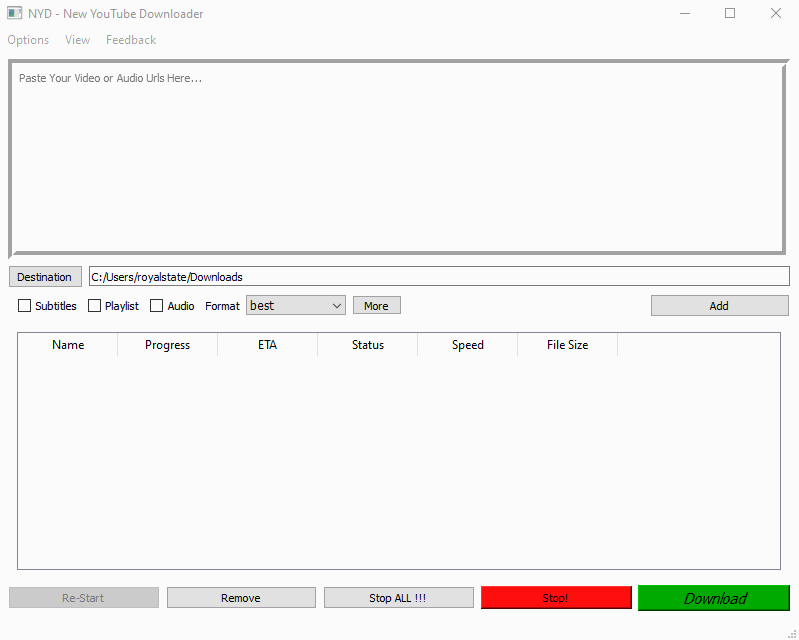 NYD - New YouTube Downloader
Options View Feedback
Paste Your Video or Audio Urls Here...
Destination C:/Users/royalstate/Downloads
Subtitles Playlist Audio Format best More Add
Name Progress ETA Status Speed File Size
Re-Start Remove Stop ALL !!! Stop! Download